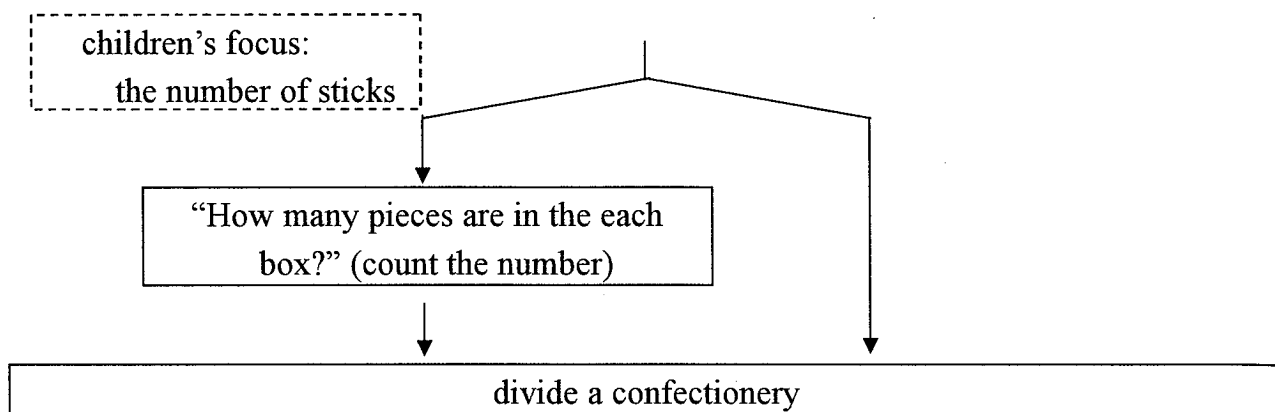 children’s focus:
the number of sticks
“How many pieces are in the each
box?” (count the number)
divide a confectionery